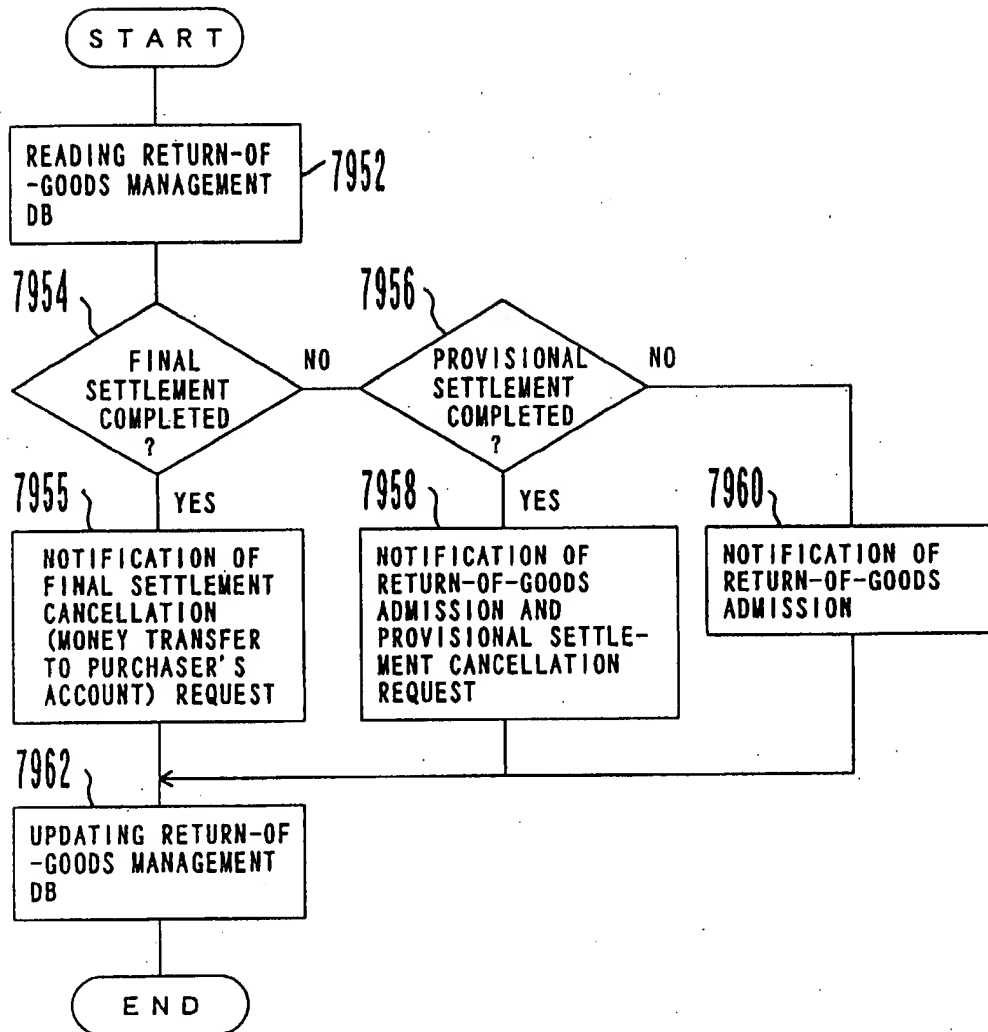 START
READING RETURN-OF
-GOODS MANAGEMENT
DB
7952
7954
FINAL
SETTLEMENT
COMPLETED
?
NO
7956
PROVISIONAL
SETTLEMENT
COMPLETED
?
NO
7955
YES
NOTIFICATION OF
FINAL SETTLEMENT
CANCELLATION
(MONEY TRANSFER
TO PURCHASER'S
ACCOUNT) REQUEST
7958
YES
NOTIFICATION OF
RETURN-OF-GOODS
ADMISSION AND
PROVISIONAL SETTLE-
MENT CANCELLATION
REQUEST
7960
NOTIFICATION OF
RETURN-OF-GOODS
ADMISSION
7962
UPDATING RETURN-OF
-GOODS MANAGEMENT
DB
END